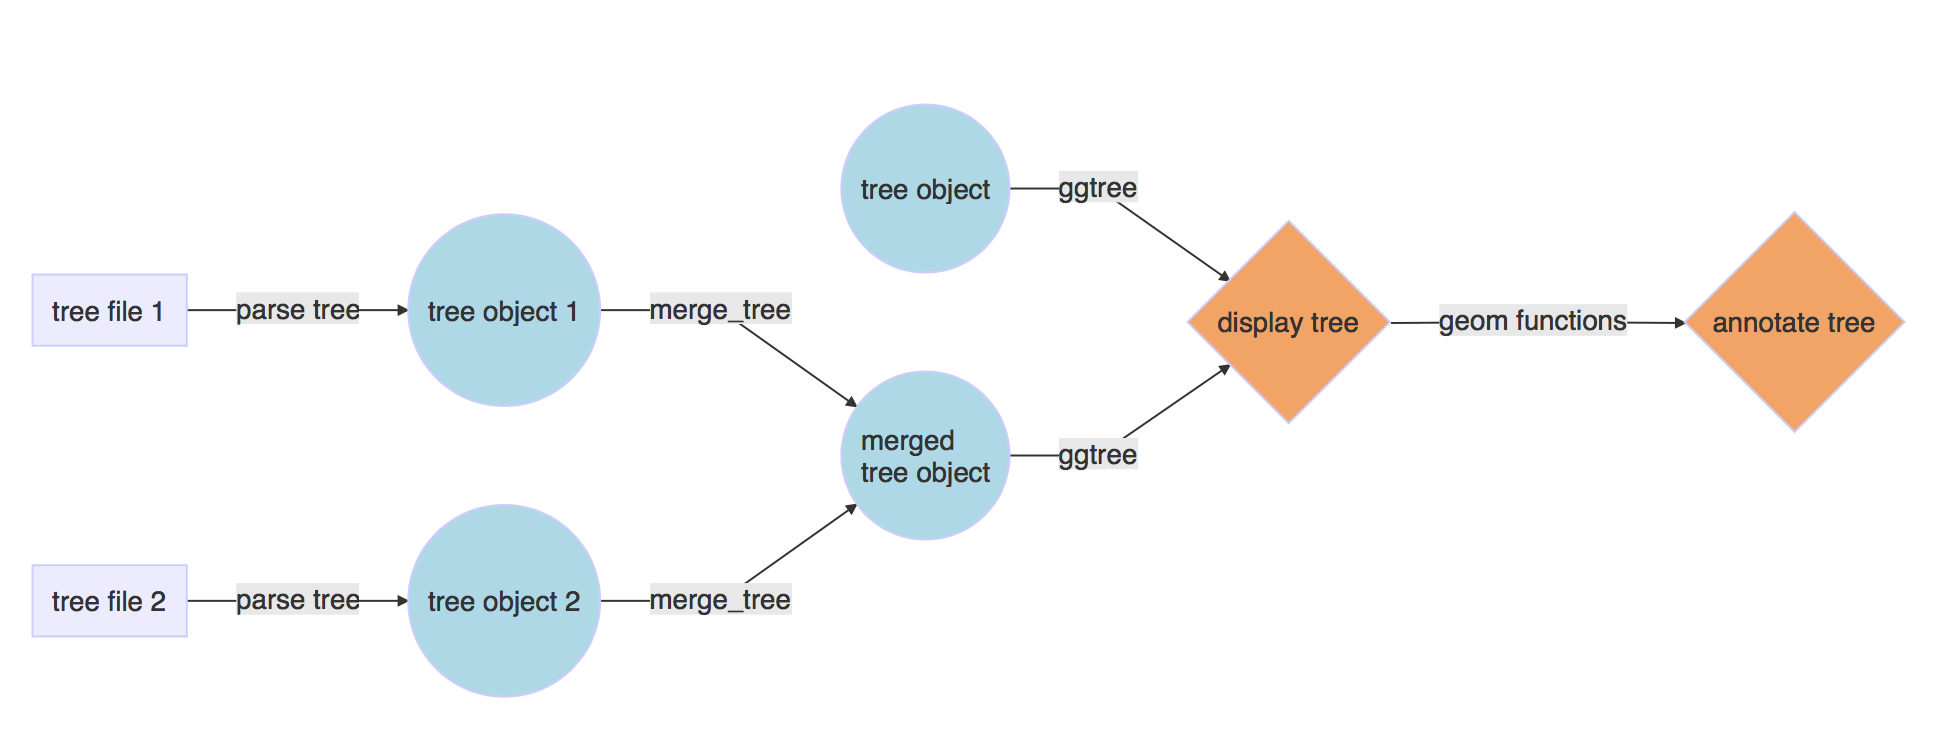 tree object
ggtree
tree file 1
parse tree
tree object 1
merge_tree
display tree
geom functions
annotate tree
merged
tree object
ggtree
tree file 2
parse tree
tree object 2
merge_tree